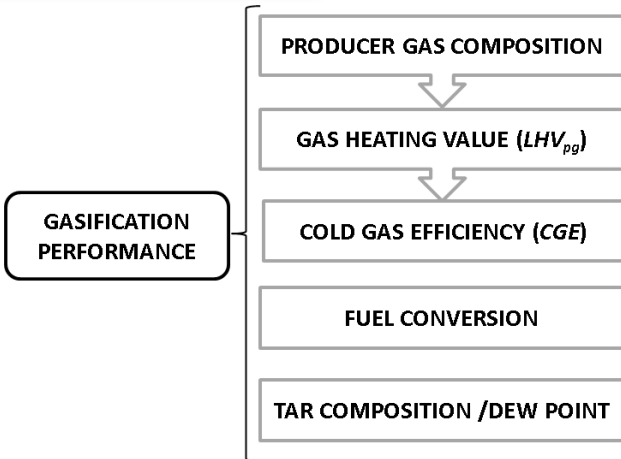 PRODUCER GAS COMPOSITION
GAS HEATING VALUE (LHVpg)
GASIFICATION
PERFORMANCE
COLD GAS EFFICIENCY (CGE)
FUEL CONVERSION
TAR COMPOSITION /DEW POINT